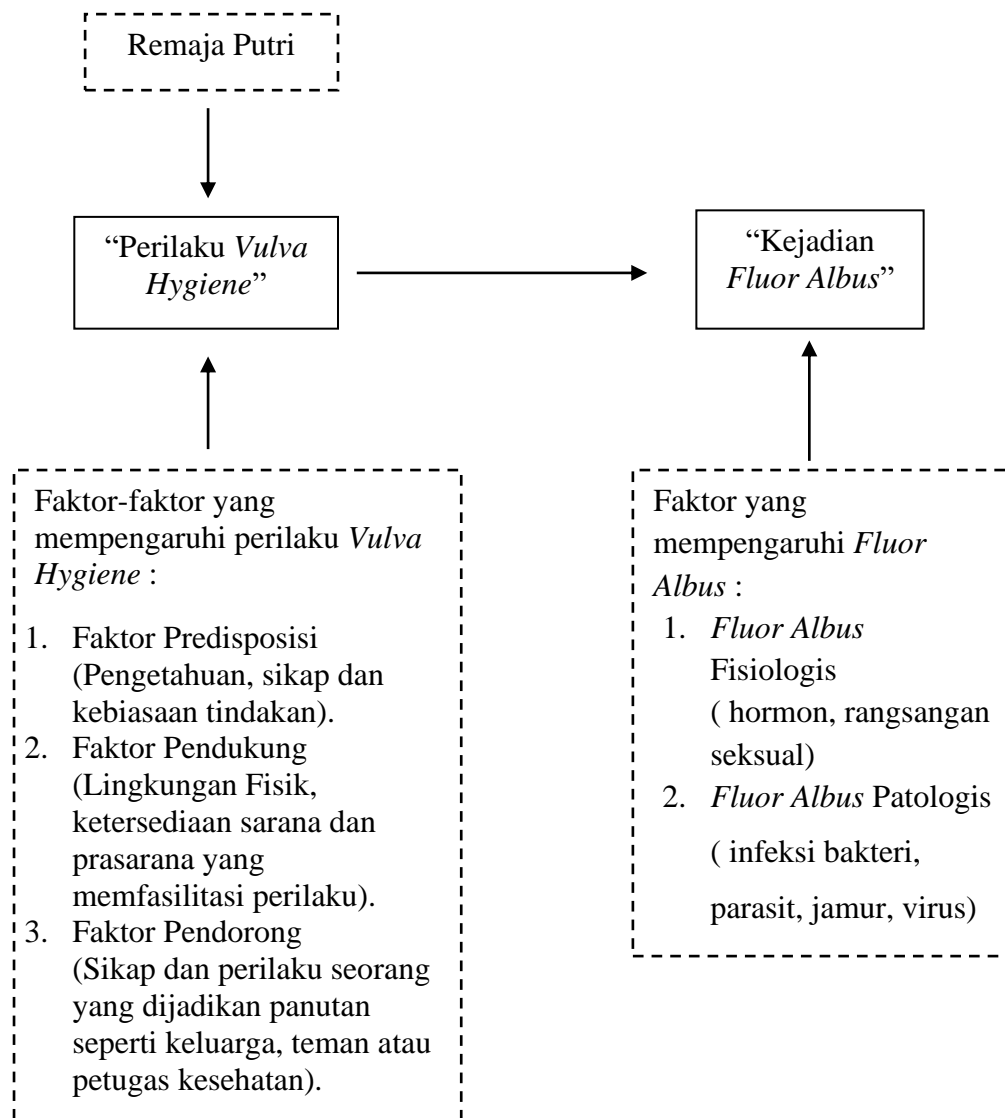 Remaja Putri
“Perilaku Vulva
Hygiene”
“Kejadian
Fluor Albus”
Faktor-faktor yang
mempengaruhi perilaku Vulva
Hygiene :
1. Faktor Predisposisi
(Pengetahuan, sikap dan
kebiasaan tindakan).
2. Faktor Pendukung
(Lingkungan Fisik,
ketersediaan sarana dan
prasarana yang
memfasilitasi perilaku).
3. Faktor Pendorong
(Sikap dan perilaku seorang
yang dijadikan panutan
seperti keluarga, teman atau
petugas kesehatan).
Faktor yang
mempengaruhi Fluor
Albus :
1. Fluor Albus
Fisiologis
( hormon, rangsangan
seksual)
2. Fluor Albus Patologis
( infeksi bakteri,
parasit, jamur, virus)